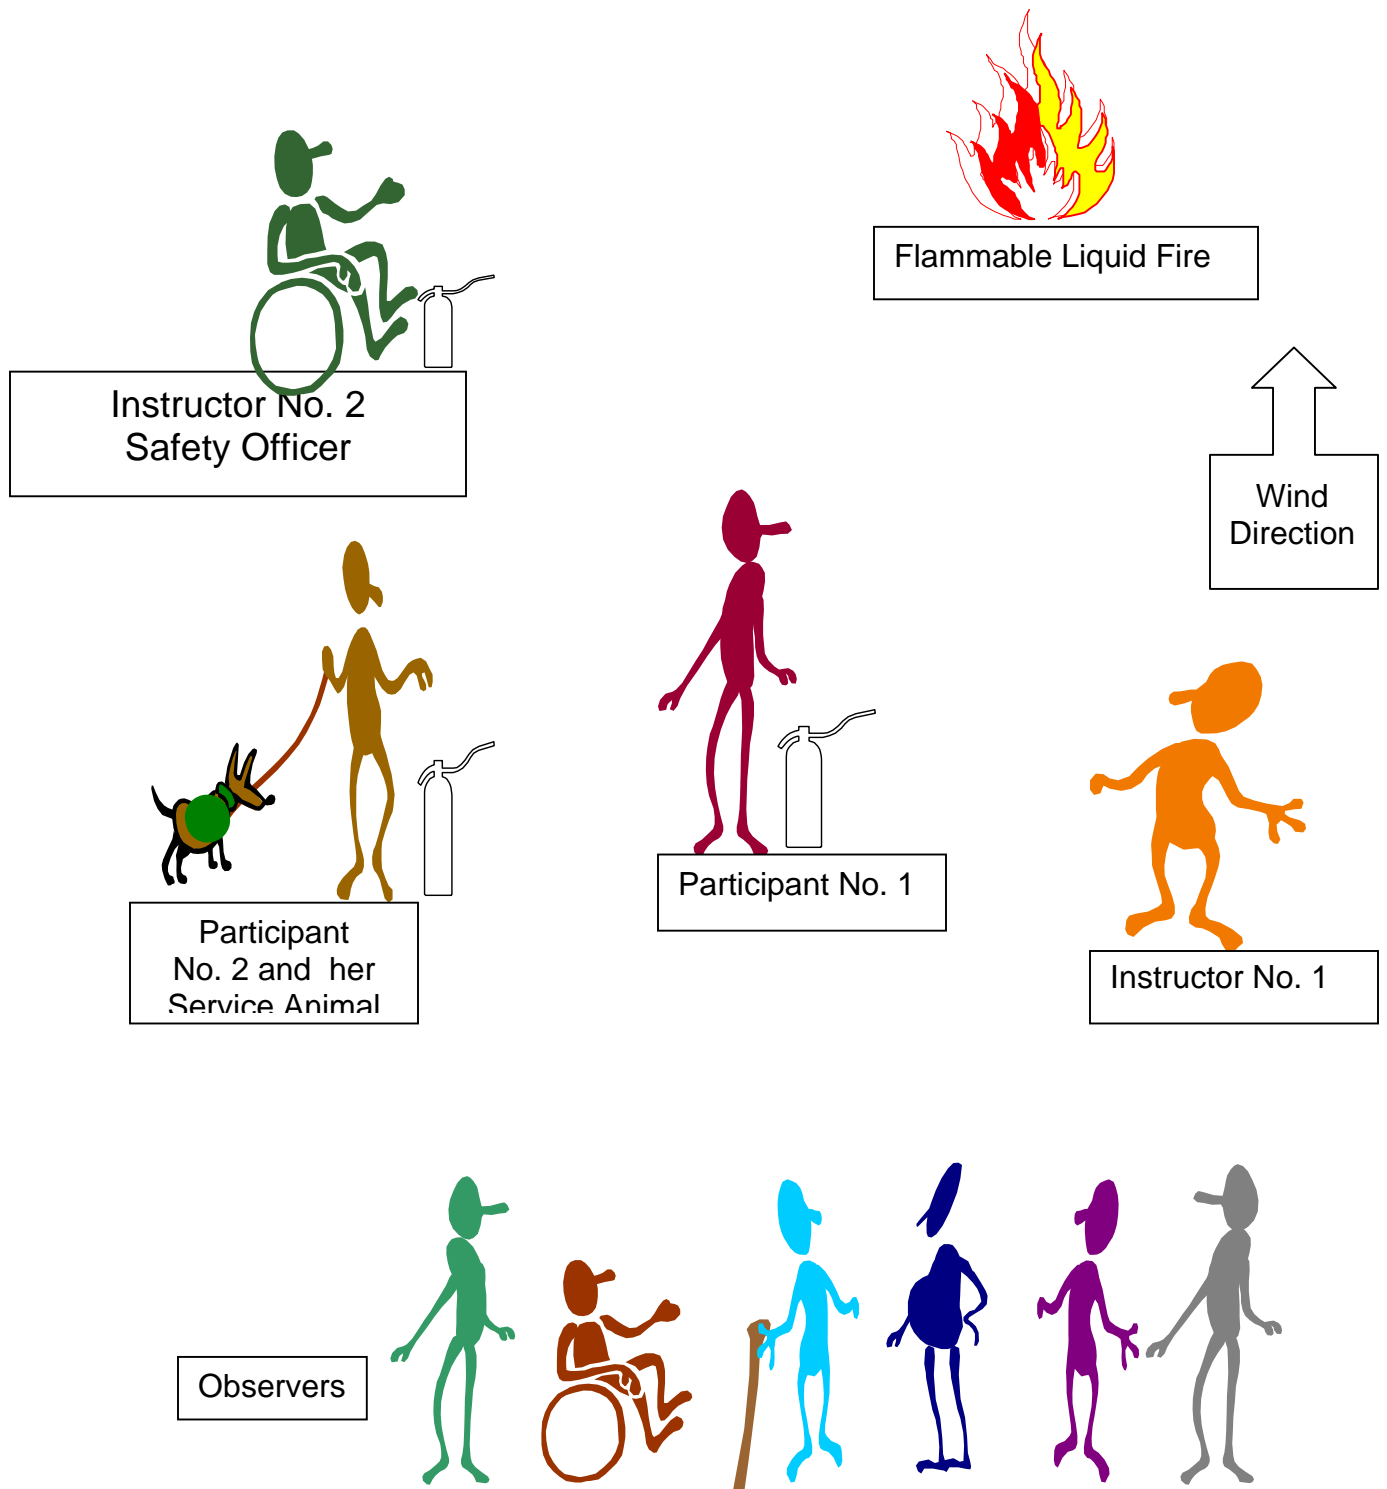 Flammable Liquid Fire
Instructor No. 2
Safety Officer
Wind
Direction
Participant No. 1
Participant
No. 2 and her
Service Animal
Instructor No. 1
Observers